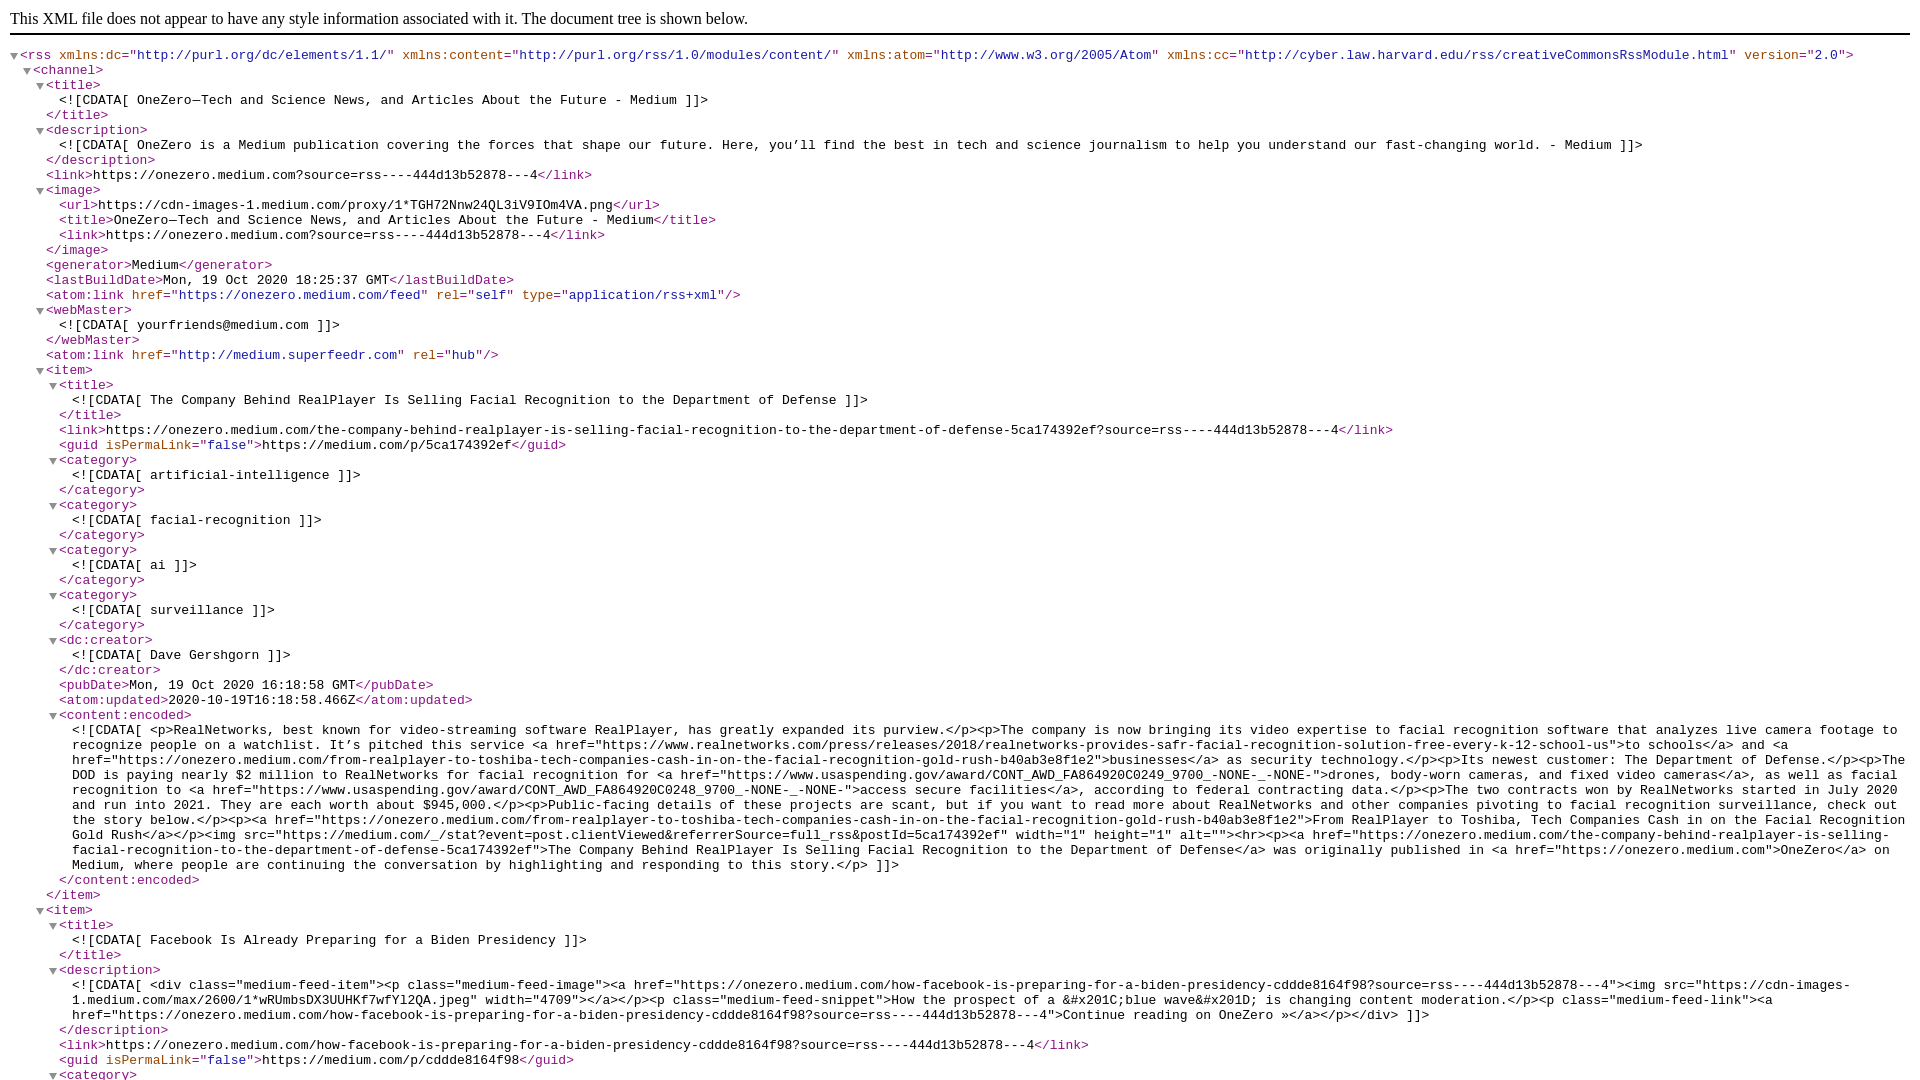 This XML file does not appear to have any style information associated with it. The document tree is shown below.
<rss xmlns:dc="http://purl.org/dc/elements/1.1/" xmlns:content="http://purl.org/rss/1.0/modules/content/" xmlns:atom="http://www.w3.org/2005/Atom" xmlns:cc="http://cyber.law.harvard.edu/rss/creativeCommonsRssModule.html" version="2.0">
<channel>
<title>
<![CDATA[ OneZero—Tech and Science News, and Articles About the Future - Medium ]]>
</title>
<description>
<![CDATA[ OneZero is a Medium publication covering the forces that shape our future. Here, you’ll find the best in tech and science journalism to help you understand our fast-changing world. - Medium ]]>
</description>
<link>https://onezero.medium.com?source=rss----444d13b52878---4</link>
<image>
<url>https://cdn-images-1.medium.com/proxy/1*TGH72Nnw24QL3iV9IOm4VA.png</url>
<title>OneZero—Tech and Science News, and Articles About the Future - Medium</title>
<link>https://onezero.medium.com?source=rss----444d13b52878---4</link>
</image>
<generator>Medium</generator>
<lastBuildDate>Mon, 19 Oct 2020 18:25:37 GMT</lastBuildDate>
<atom:link href="https://onezero.medium.com/feed" rel="self" type="application/rss+xml"/>
<webMaster>
<![CDATA[ yourfriends@medium.com ]]>
</webMaster>
<atom:link href="http://medium.superfeedr.com" rel="hub"/>
<item>
<title>
<![CDATA[ The Company Behind RealPlayer Is Selling Facial Recognition to the Department of Defense ]]>
</title>
<link>https://onezero.medium.com/the-company-behind-realplayer-is-selling-facial-recognition-to-the-department-of-defense-5ca174392ef?source=rss----444d13b52878---4</link>
<guid isPermaLink="false">https://medium.com/p/5ca174392ef</guid>
<category>
<![CDATA[ artificial-intelligence ]]>
</category>
<category>
<![CDATA[ facial-recognition ]]>
</category>
<category>
<![CDATA[ ai ]]>
</category>
<category>
<![CDATA[ surveillance ]]>
</category>
<dc:creator>
<![CDATA[ Dave Gershgorn ]]>
</dc:creator>
<pubDate>Mon, 19 Oct 2020 16:18:58 GMT</pubDate>
<atom:updated>2020-10-19T16:18:58.466Z</atom:updated>
<content:encoded>
<![CDATA[ <p>RealNetworks, best known for video-streaming software RealPlayer, has greatly expanded its purview.</p><p>The company is now bringing its video expertise to facial recognition software that analyzes live camera footage to
recognize people on a watchlist. It’s pitched this service <a href="https://www.realnetworks.com/press/releases/2018/realnetworks-provides-safr-facial-recognition-solution-free-every-k-12-school-us">to schools</a> and <a
href="https://onezero.medium.com/from-realplayer-to-toshiba-tech-companies-cash-in-on-the-facial-recognition-gold-rush-b40ab3e8f1e2">businesses</a> as security technology.</p><p>Its newest customer: The Department of Defense.</p><p>The
DOD is paying nearly $2 million to RealNetworks for facial recognition for <a href="https://www.usaspending.gov/award/CONT_AWD_FA864920C0249_9700_-NONE-_-NONE-">drones, body-worn cameras, and fixed video cameras</a>, as well as facial
recognition to <a href="https://www.usaspending.gov/award/CONT_AWD_FA864920C0248_9700_-NONE-_-NONE-">access secure facilities</a>, according to federal contracting data.</p><p>The two contracts won by RealNetworks started in July 2020
and run into 2021. They are each worth about $945,000.</p><p>Public-facing details of these projects are scant, but if you want to read more about RealNetworks and other companies pivoting to facial recognition surveillance, check out
the story below.</p><p><a href="https://onezero.medium.com/from-realplayer-to-toshiba-tech-companies-cash-in-on-the-facial-recognition-gold-rush-b40ab3e8f1e2">From RealPlayer to Toshiba, Tech Companies Cash in on the Facial Recognition
Gold Rush</a></p><img src="https://medium.com/_/stat?event=post.clientViewed&referrerSource=full_rss&postId=5ca174392ef" width="1" height="1" alt=""><hr><p><a href="https://onezero.medium.com/the-company-behind-realplayer-is-selling-
facial-recognition-to-the-department-of-defense-5ca174392ef">The Company Behind RealPlayer Is Selling Facial Recognition to the Department of Defense</a> was originally published in <a href="https://onezero.medium.com">OneZero</a> on
Medium, where people are continuing the conversation by highlighting and responding to this story.</p> ]]>
</content:encoded>
</item>
<item>
<title>
<![CDATA[ Facebook Is Already Preparing for a Biden Presidency ]]>
</title>
<description>
<![CDATA[ <div class="medium-feed-item"><p class="medium-feed-image"><a href="https://onezero.medium.com/how-facebook-is-preparing-for-a-biden-presidency-cddde8164f98?source=rss----444d13b52878---4"><img src="https://cdn-images-
1.medium.com/max/2600/1*wRUmbsDX3UUHKf7wfYl2QA.jpeg" width="4709"></a></p><p class="medium-feed-snippet">How the prospect of a &#x201C;blue wave&#x201D; is changing content moderation.</p><p class="medium-feed-link"><a
href="https://onezero.medium.com/how-facebook-is-preparing-for-a-biden-presidency-cddde8164f98?source=rss----444d13b52878---4">Continue reading on OneZero »</a></p></div> ]]>
</description>
<link>https://onezero.medium.com/how-facebook-is-preparing-for-a-biden-presidency-cddde8164f98?source=rss----444d13b52878---4</link>
<guid isPermaLink="false">https://medium.com/p/cddde8164f98</guid>
<category>